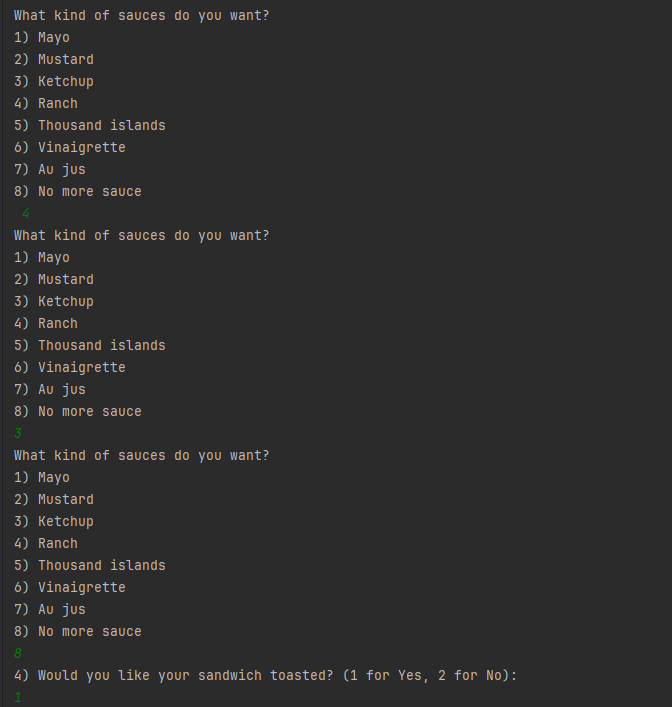 What kind of sauces do you want?
1) Mayo
2) Mustard
3) Ketchup
4) Ranch
5) Thousand islands
6) Vinaigrette
7) Au jus
8) No more sauce
4
What kind of sauces do you want?
1) Mayo
2) Mustard
3) Ketchup
4) Ranch
5) Thousand islands
6) Vinaigrette
7) Au jus
8) No more sauce
3
What kind of sauces do you want?
1) Mayo
2) Mustard
3) Ketchup
4) Ranch
5) Thousand islands
6) Vinaigrette
7) Au jus
8) No more sauce
8
4) Would you like your sandwich toasted? (1 for Yes, 2 for No):
1